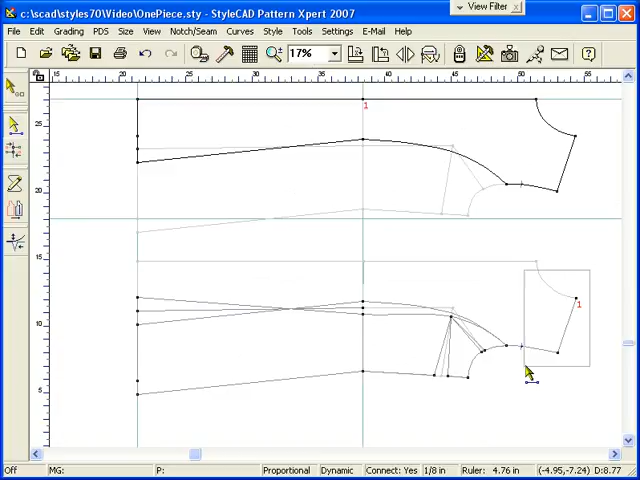 c:\scad\styles70\Video\OnePiece.sty - StyleCAD Pattern Xpert 2007
View Filter
File Edit Grading PDS Size View Notch/Seam Curves Style Tools Settings E-Mail Help
17%
15 20 25 30 35 40 45 50 55
25
20
15
10
5
1
1
Off MG: P: Proportional Dynamic Connect: Yes 1/8 in Ruler: 4.76 in (-4.95,-7.24) D:8.77